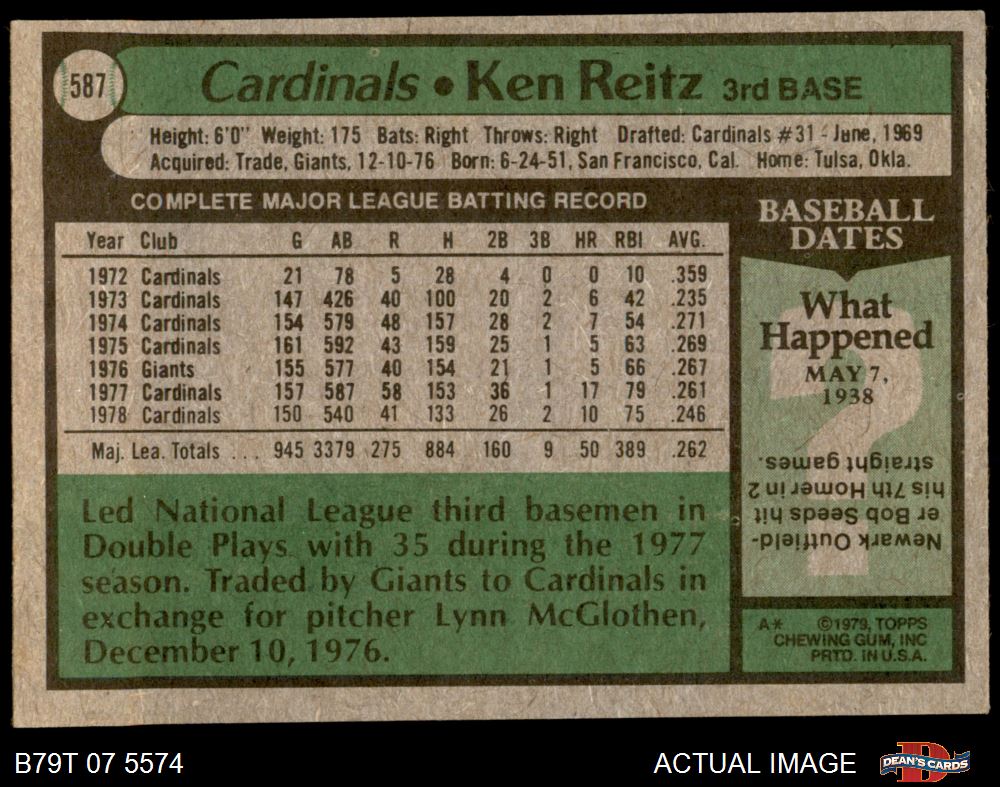 587
Cardinals • Ken Reitz 3rd BASE
Height: 6'0" Weight: 175 Bats: Right Throws: Right Drafted: Cardinals #31 - June, 1969
Acquired: Trade, Giants, 12-10-76 Born: 6-24-51, San Francisco, Cal. Home: Tulsa, Okla.
COMPLETE MAJOR LEAGUE BATTING RECORD
Year Club G AB R H 2B 3B HR RBI AVG.
1972 Cardinals 21 78 5 28 4 0 0 10 .359
1973 Cardinals 147 426 40 100 20 2 6 42 .235
1974 Cardinals 154 579 48 157 28 2 7 54 .271
1975 Cardinals 161 592 43 159 25 1 5 63 .269
1976 Giants 155 577 40 154 21 1 5 66 .267
1977 Cardinals 157 587 58 153 36 1 17 79 .261
1978 Cardinals 150 540 41 133 26 2 10 75 .246
Maj. Lea. Totals ... 945 3379 275 884 160 9 50 389 .262
Led National League third basemen in
Double Plays with 35 during the 1977
season. Traded by Giants to Cardinals in
exchange for pitcher Lynn McGlothen,
December 10, 1976.
BASEBALL
DATES
What
Happened
MAY 7,
1938
?
Newark Outfield-
er Bob Seeds hit
his 7th Homer in 2
straight games.
A* ©1979, TOPPS
CHEWING GUM, INC
PRTD. IN U.S.A.
B79T 07 5574
ACTUAL IMAGE
D
DEAN'S CARDS